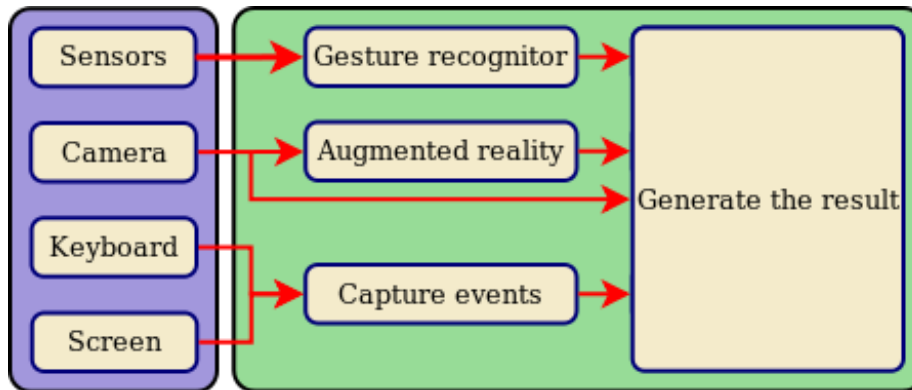 Sensors
Gesture recognitor
Camera
Augmented reality
Generate the result
Keyboard
Capture events
Screen